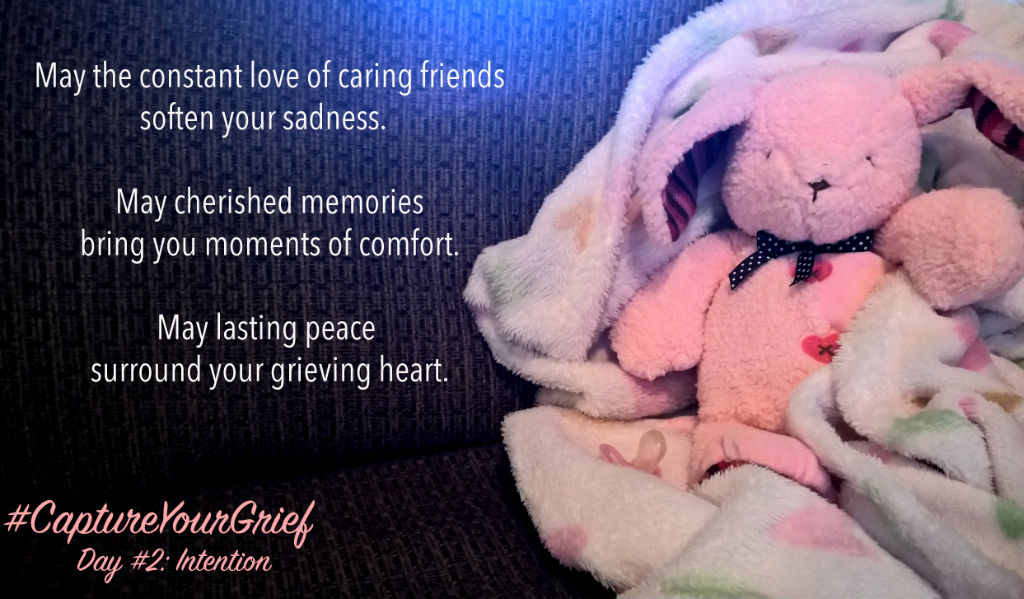 May the constant love of caring friends
soften your sadness.
May cherished memories
bring you moments of comfort.
May lasting peace
surround your grieving heart.
#CaptureYourGrief
Day #2: Intention